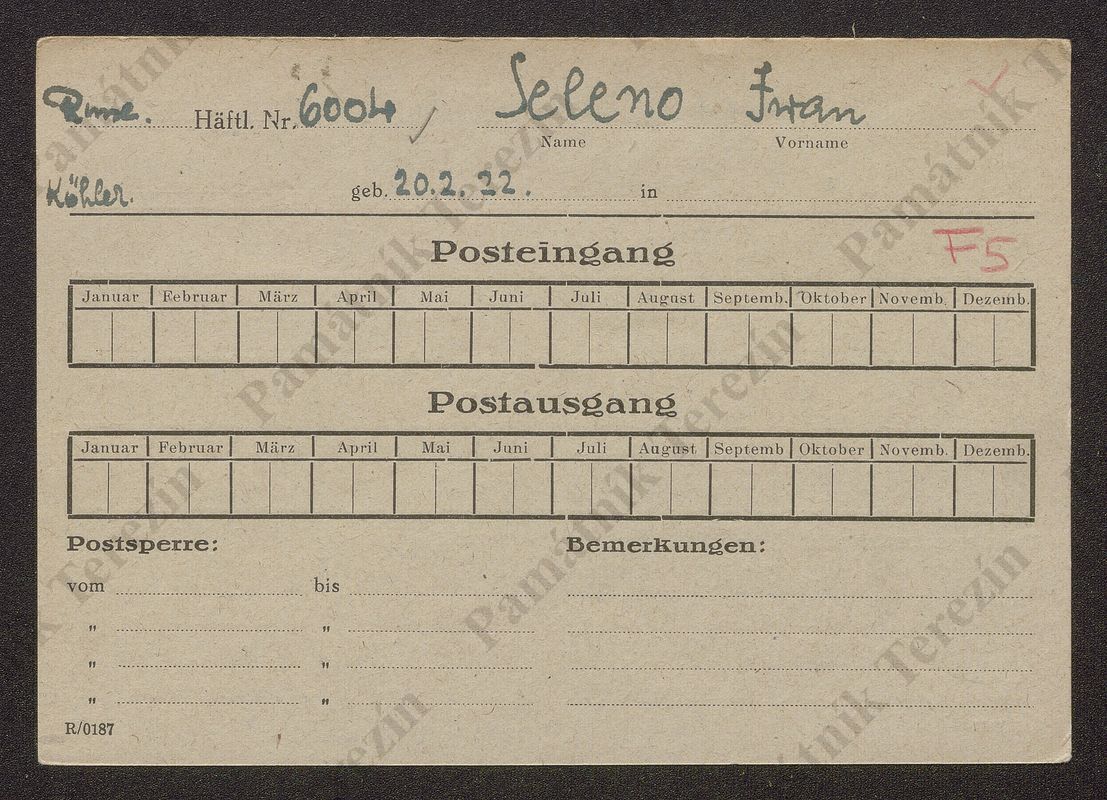 Russe. Häftl. Nr. 6004 Seleno Iwan
Name Vorname
Köhler. geb. 20.2.22. in
F5
Posteingang
Januar Februar März April Mai Juni Juli August Septemb. Oktober Novemb. Dezemb.
Postausgang
Januar Februar März April Mai Juni Juli August Septemb Oktober Novemb. Dezemb.
Postsperre: Bemerkungen:
vom bis
" "
" "
" "
R/0187
Památník Terezín